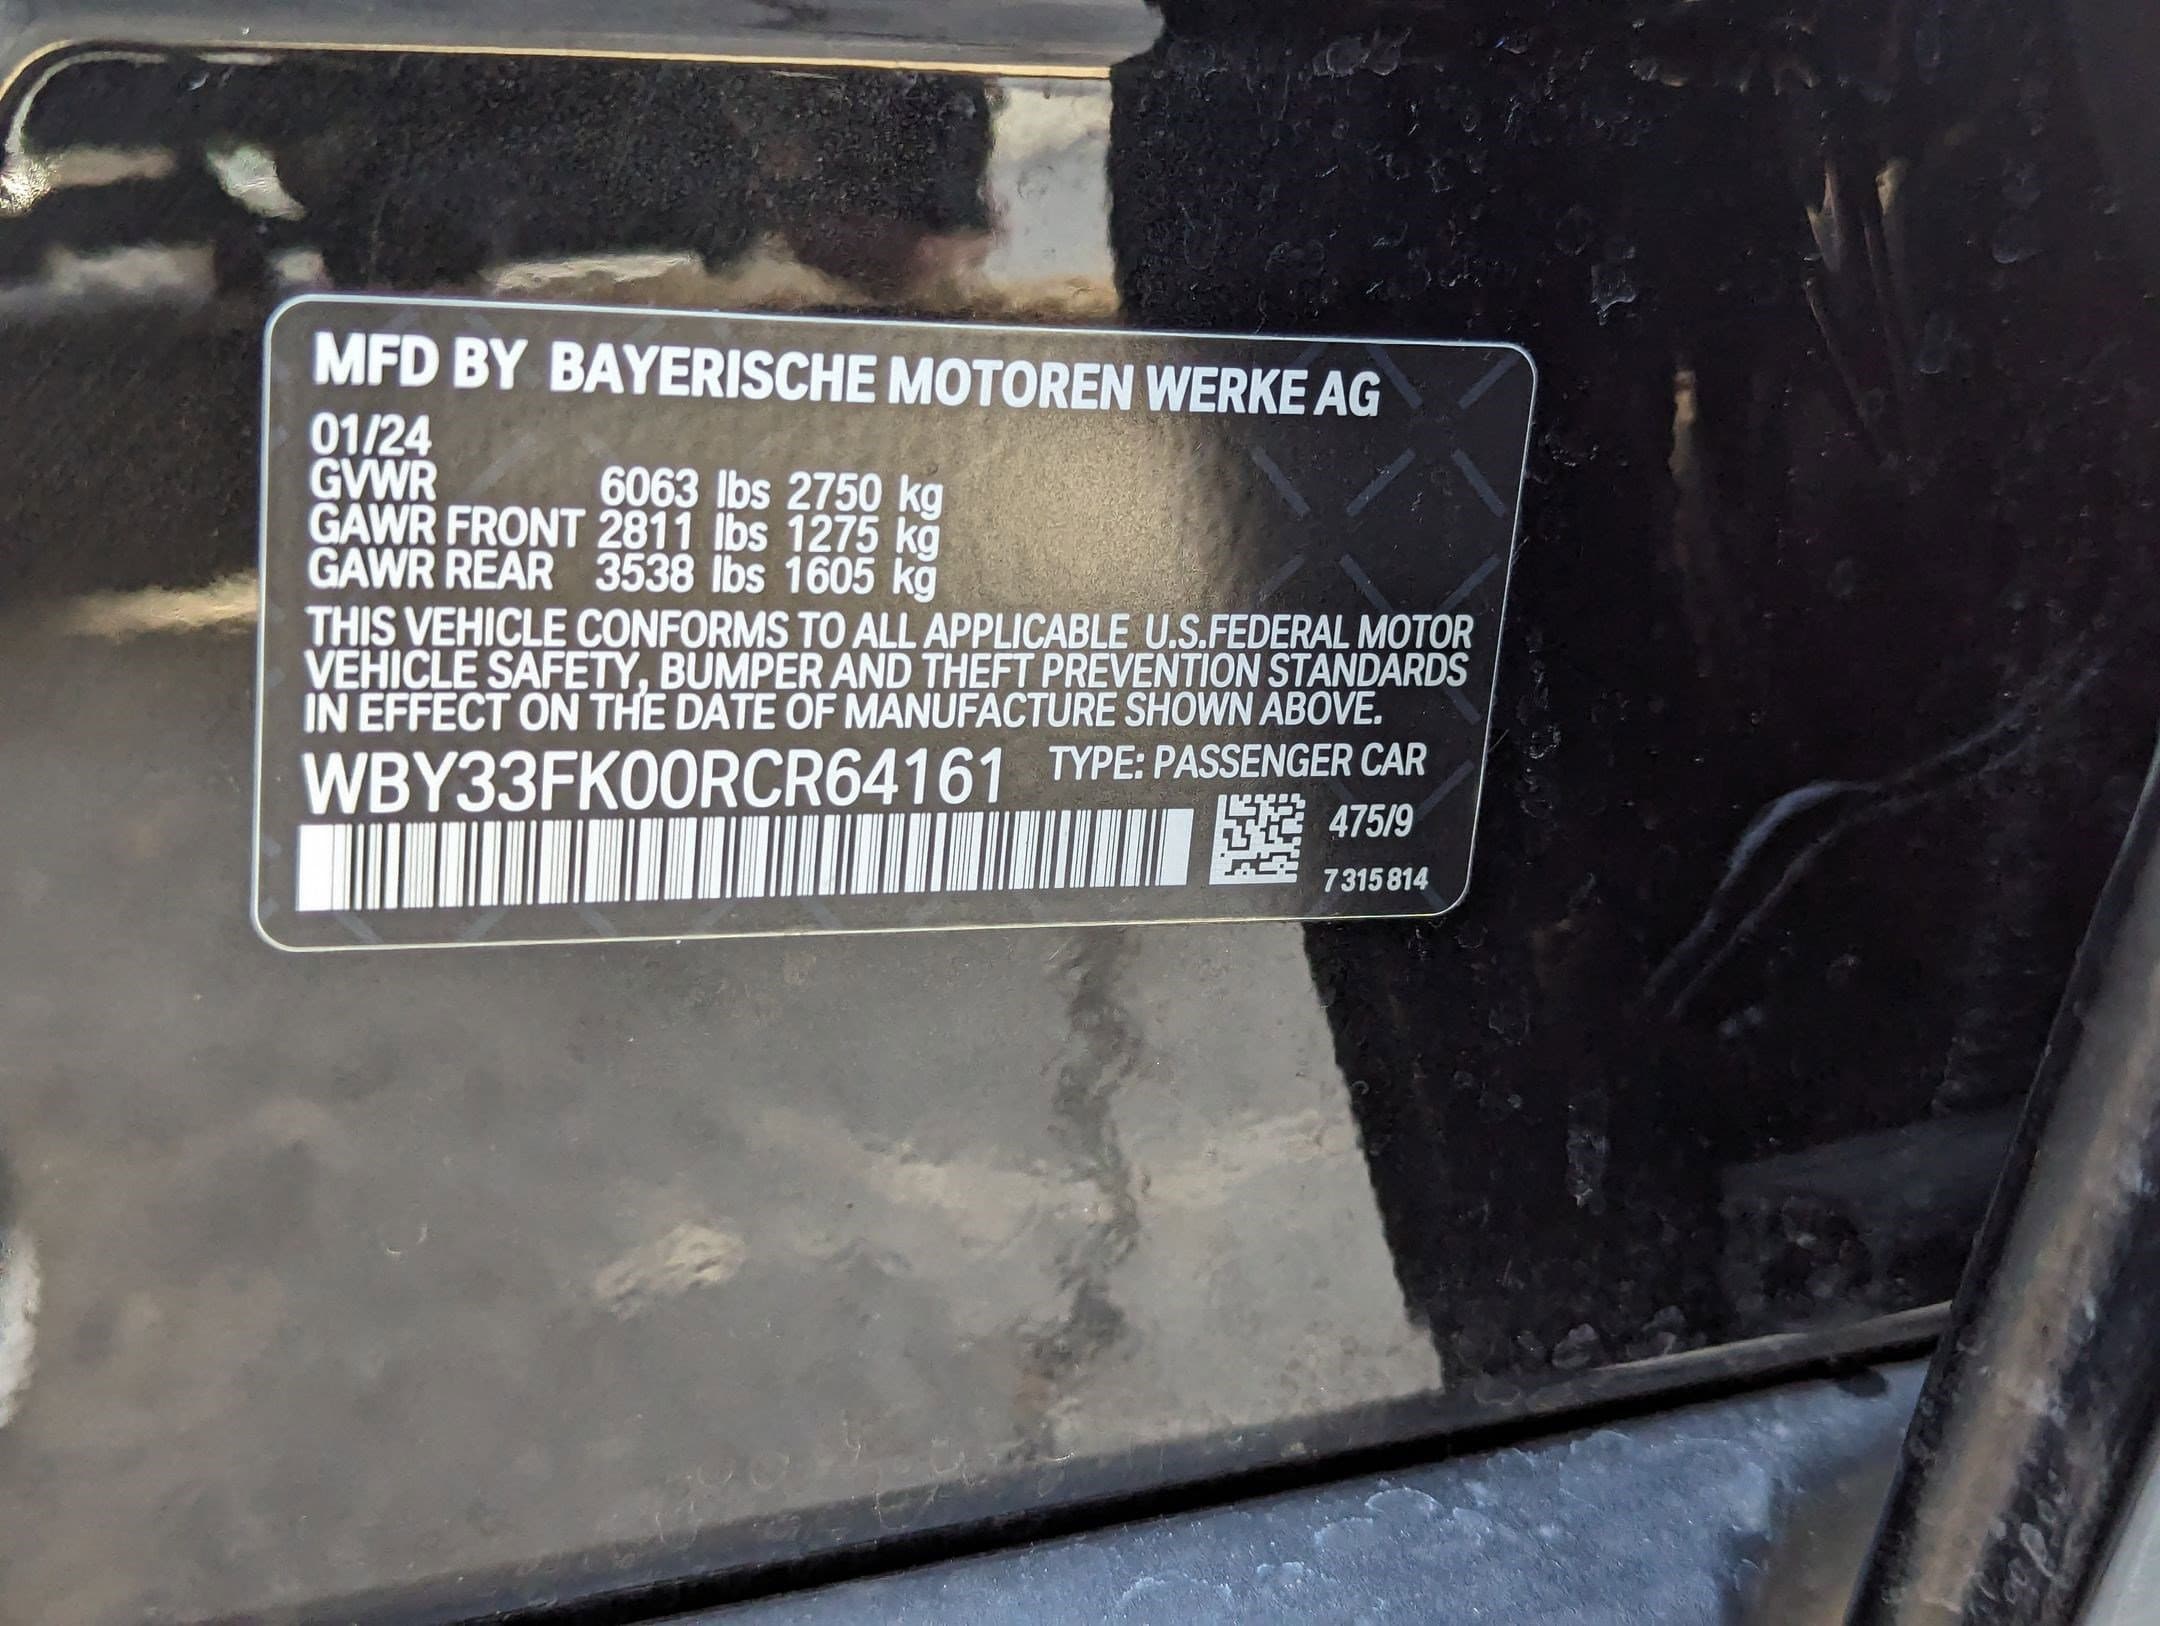 MFD BY BAYERISCHE MOTOREN WERKE AG
01/24
GVWR 6063 lbs 2750 kg
GAWR FRONT 2811 lbs 1275 kg
GAWR REAR 3538 lbs 1605 kg
THIS VEHICLE CONFORMS TO ALL APPLICABLE U.S.FEDERAL MOTOR
VEHICLE SAFETY, BUMPER AND THEFT PREVENTION STANDARDS
IN EFFECT ON THE DATE OF MANUFACTURE SHOWN ABOVE.
WBY33FK00RCR64161 TYPE: PASSENGER CAR
475/9
7 315 814